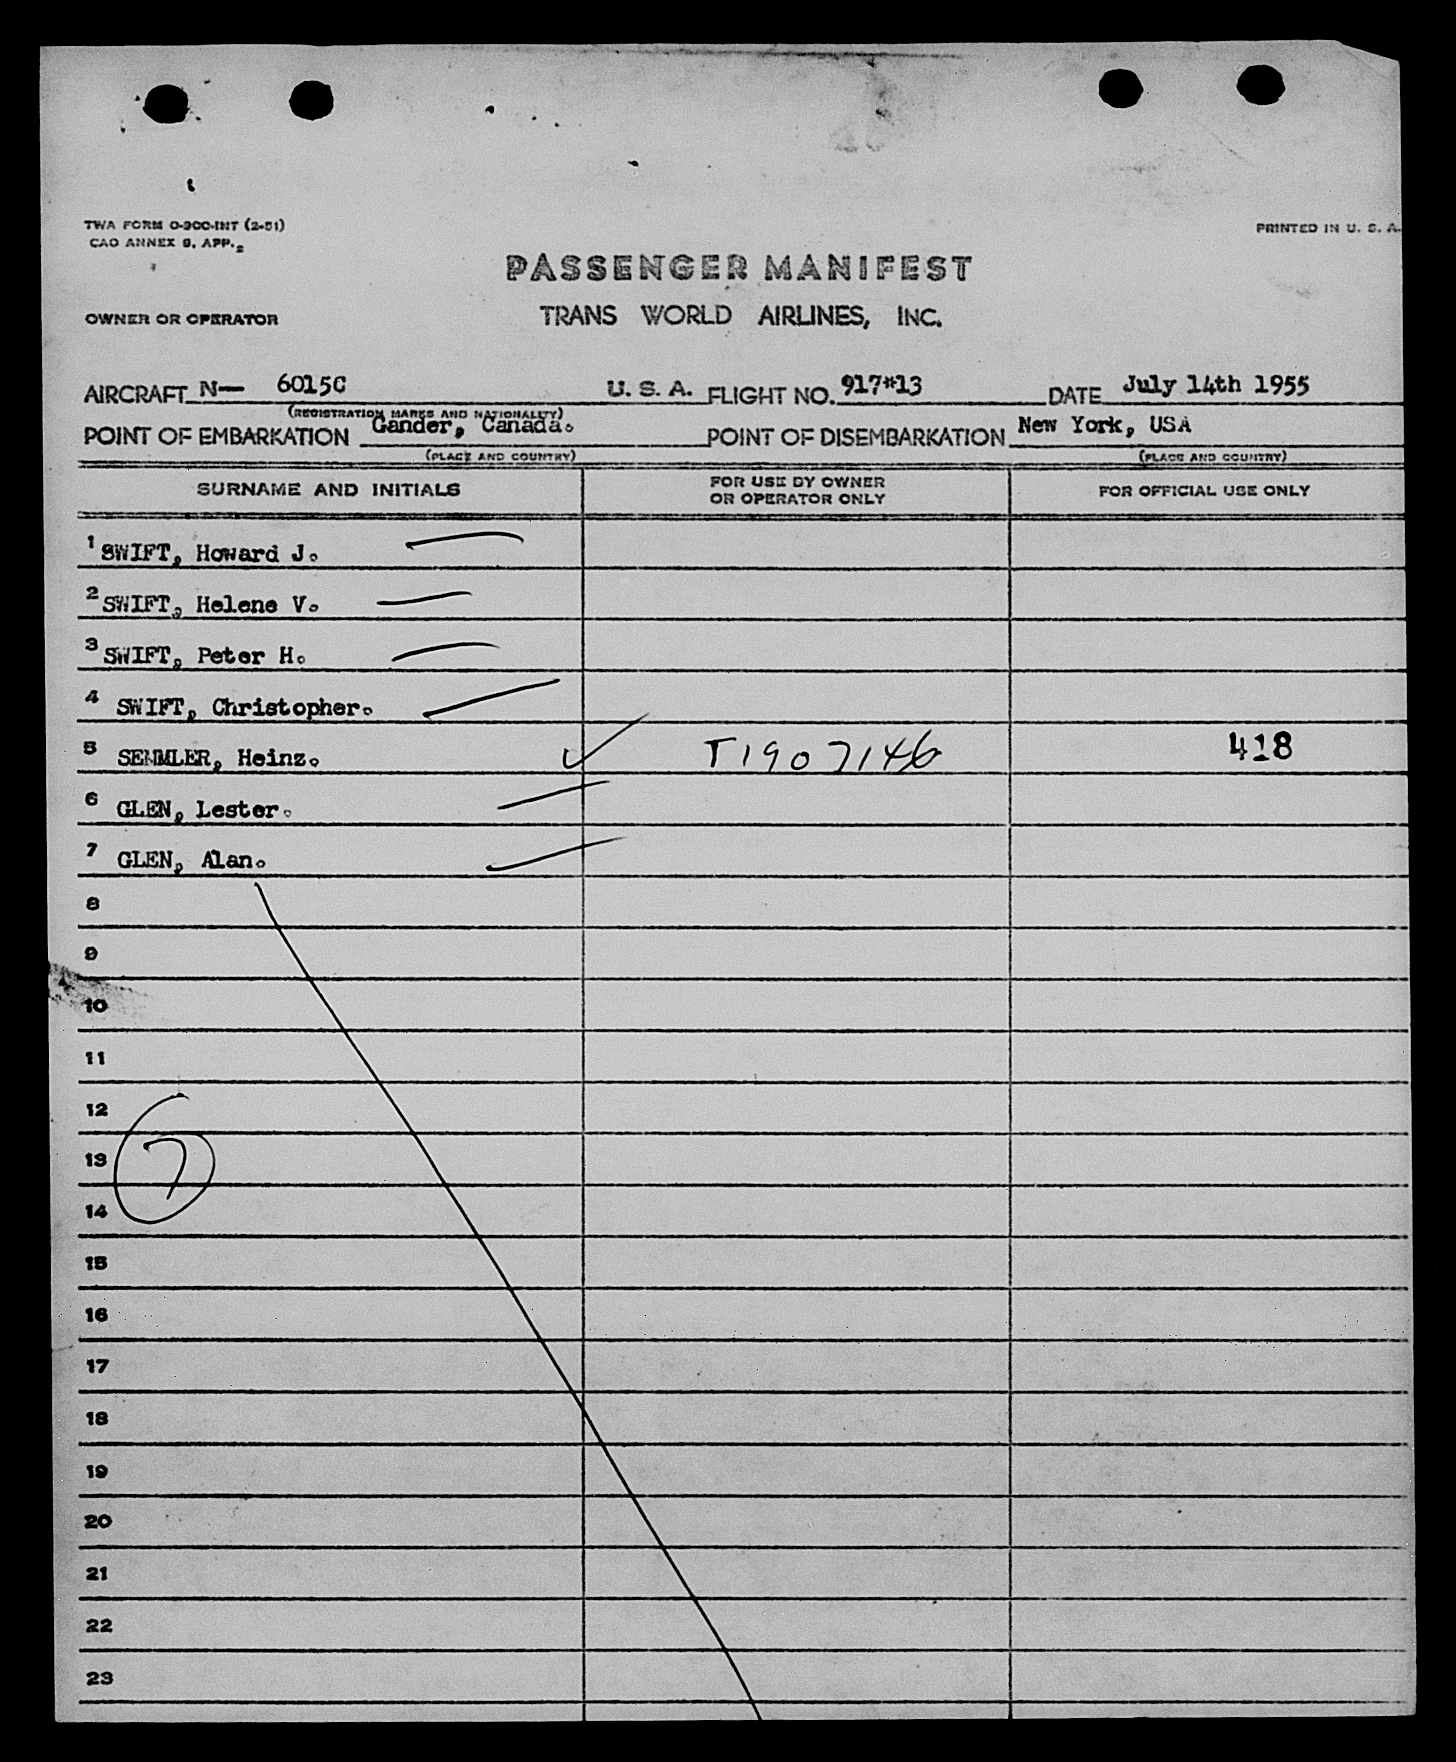 TWA FORM O-900-INT (2-51)
CAO ANNEX 9, APP. 2
PRINTED IN U. S. A.
PASSENGER MANIFEST
OWNER OR OPERATOR
TRANS WORLD AIRLINES, INC.
AIRCRAFT N— 6015C U. S. A. FLIGHT NO. 917*13 DATE July 14th 1955
(REGISTRATION MARKS AND NATIONALITY)
POINT OF EMBARKATION Gander, Canada. POINT OF DISEMBARKATION New York, USA
(PLACE AND COUNTRY) (PLACE AND COUNTRY)
SURNAME AND INITIALS FOR USE BY OWNER OR OPERATOR ONLY FOR OFFICIAL USE ONLY
1 SWIFT, Howard J.
2 SWIFT, Helene V.
3 SWIFT, Peter H.
4 SWIFT, Christopher.
5 SEMMLER, Heinz. T1907146 418
6 GLEN, Lester.
7 GLEN, Alan.
8
9
10
11
12
13 7
14
15
16
17
18
19
20
21
22
23